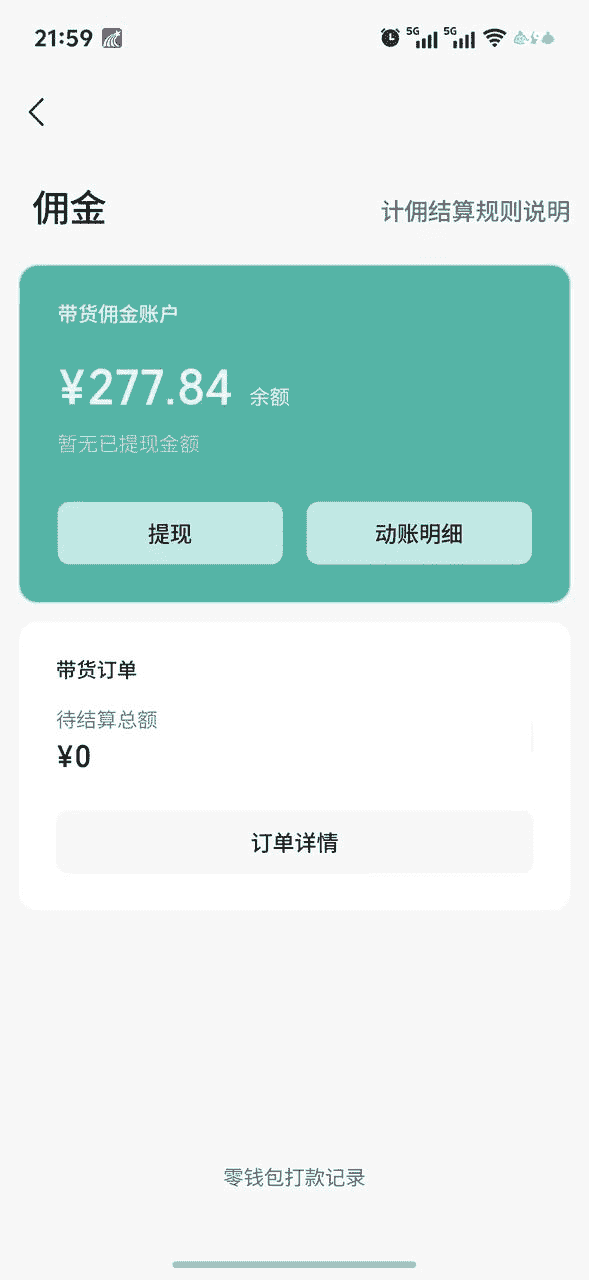 21:59
5G 5G
佣金
计佣结算规则说明
带货佣金账户
¥277.84 余额
暂无已提现金额
提现
动账明细
带货订单
待结算总额
¥0
订单详情
零钱包打款记录